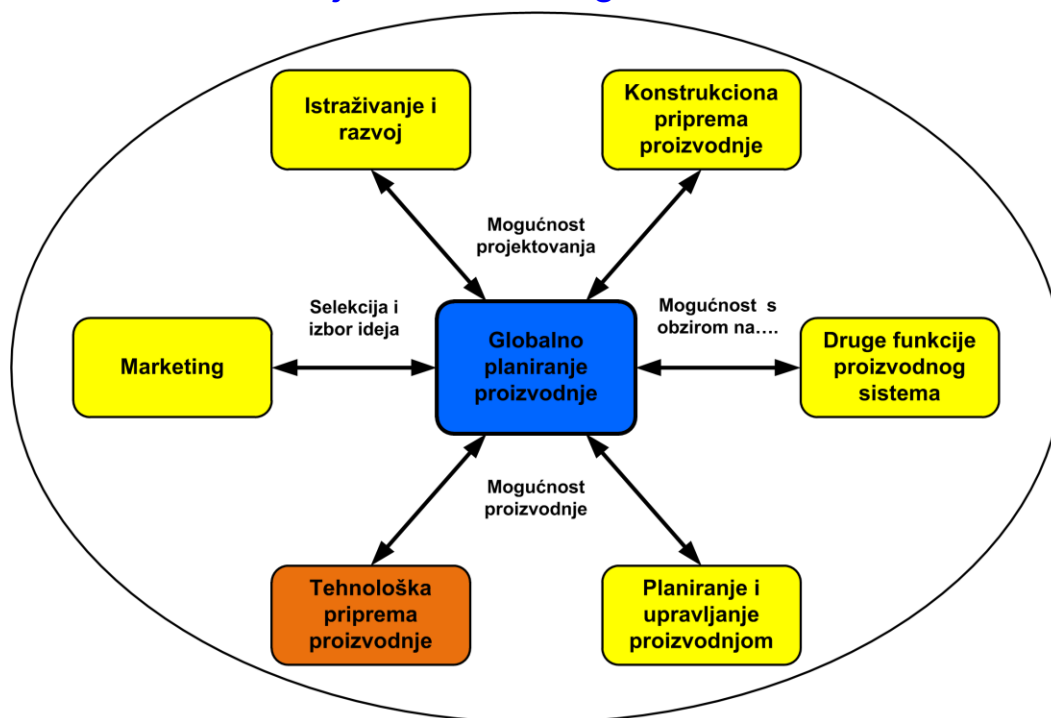 Istraživanje i
razvoj
Konstrukciona
priprema
proizvodnje
Mogućnost
projektovanja
Selekcija i
izbor ideja
Mogućnost s
obzirom na....
Marketing
Globalno
planiranje
proizvodnje
Druge funkcije
proizvodnog
sistema
Mogućnost
proizvodnje
Tehnološka
priprema
proizvodnje
Planiranje i
upravljanje
proizvodnjom